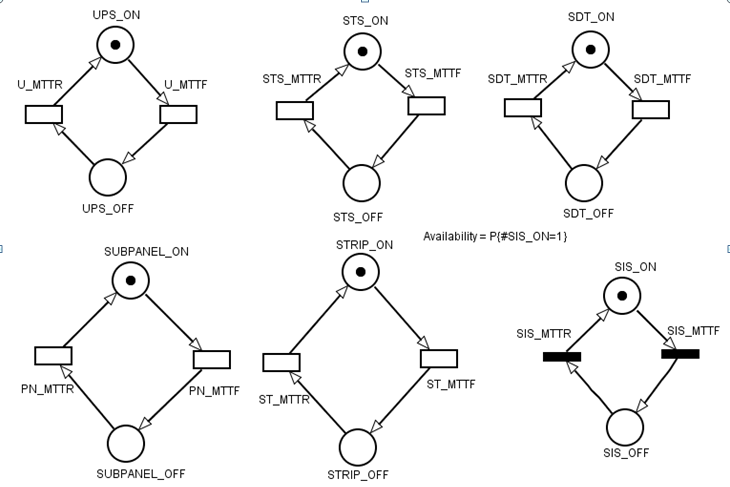 UPS_ON
STS_ON
SDT_ON
U_MTTR
U_MTTF
STS_MTTR
STS_MTTF
SDT_MTTR
SDT_MTTF
UPS_OFF
STS_OFF
SDT_OFF
Availability = P{#SIS_ON=1}
SUBPANEL_ON
STRIP_ON
SIS_ON
SIS_MTTR
SIS_MTTF
PN_MTTR
PN_MTTF
ST_MTTR
ST_MTTF
SUBPANEL_OFF
STRIP_OFF
SIS_OFF